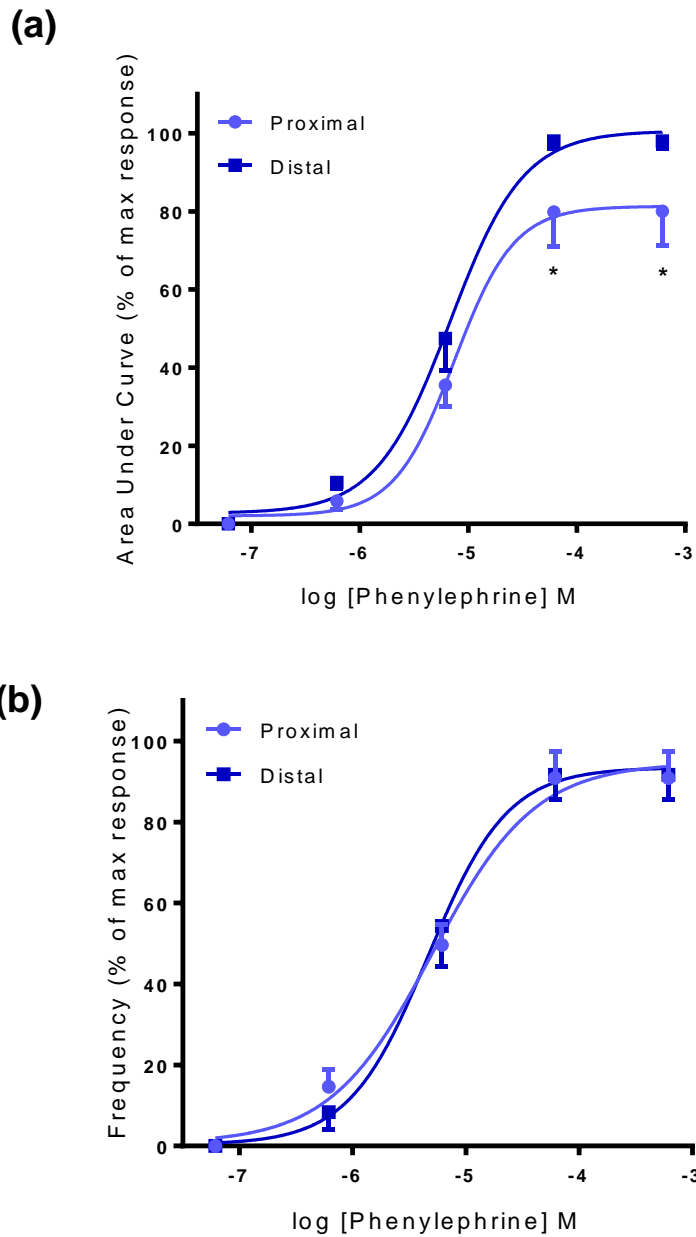 (a)
Area Under Curve (% of max response)
100
80
60
40
20
0
Proximal
Distal
*
*
-7
-6
-5
-4
-3
log [Phenylephrine] M
(b)
Frequency (% of max response)
100
80
60
40
20
0
Proximal
Distal
-7
-6
-5
-4
-3
log [Phenylephrine] M